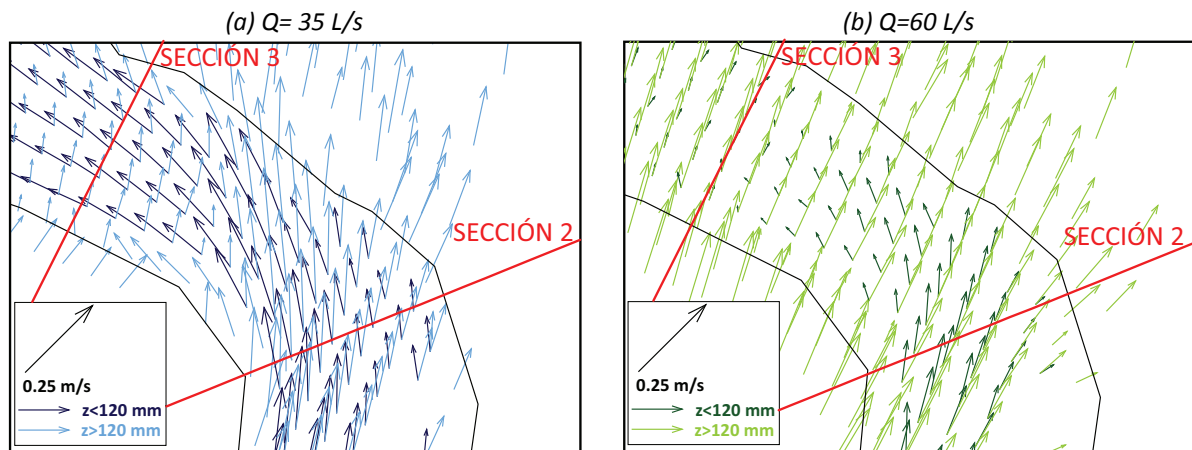 (a) Q= 35 L/s
SECCIÓN 3
SECCIÓN 2
0.25 m/s
z<120 mm
z>120 mm
(b) Q=60 L/s
SECCIÓN 3
SECCIÓN 2
0.25 m/s
z<120 mm
z>120 mm